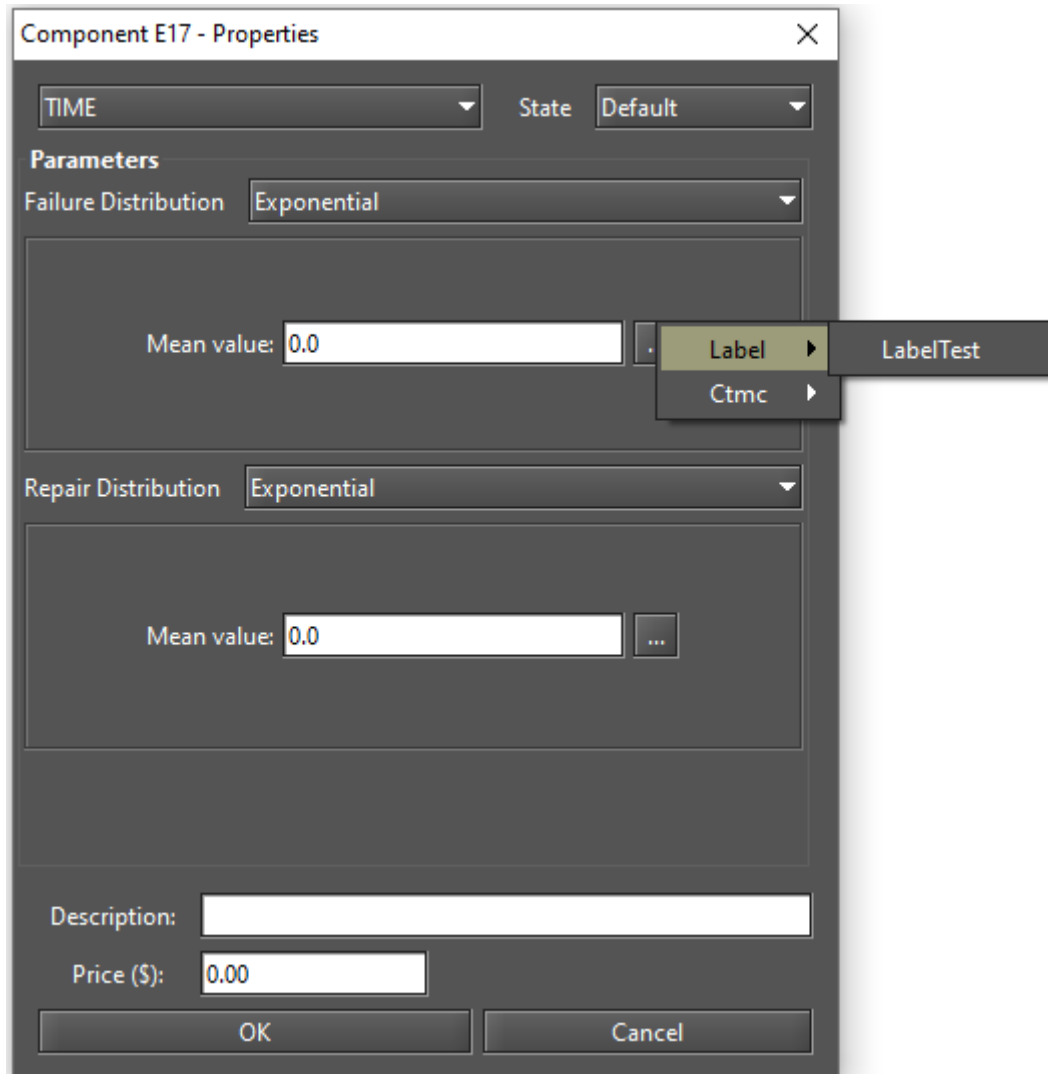 Component E17 - Properties
TIME State Default
Parameters
Failure Distribution Exponential
Mean value: 0.0 .
Label LabelTest
Ctmc
Repair Distribution Exponential
Mean value: 0.0 ...
Description:
Price ($): 0.00
OK Cancel